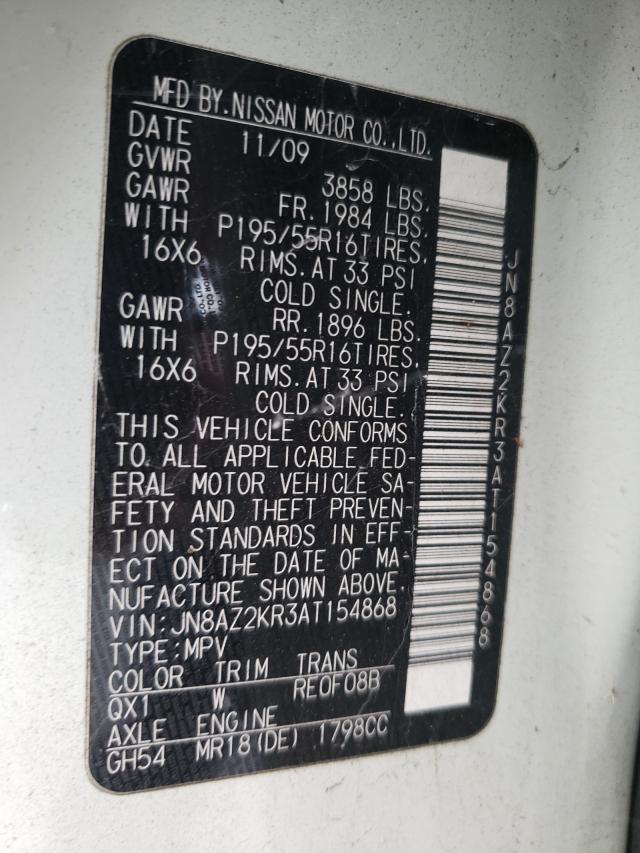 MFD BY. NISSAN MOTOR CO.,LTD.
DATE 11/09
GVWR 3858 LBS.
GAWR FR. 1984 LBS.
WITH P195/55R16TIRES,
16X6 RIMS. AT 33 PSI
COLD SINGLE.
GAWR RR. 1896 LBS.
WITH P195/55R16TIRES,
16X6 RIMS. AT 33 PSI
COLD SINGLE.
THIS VEHICLE CONFORMS
TO ALL APPLICABLE FED-
ERAL MOTOR VEHICLE SA-
FETY AND THEFT PREVEN-
TION STANDARDS IN EFF-
ECT ON THE DATE OF MA-
NUFACTURE SHOWN ABOVE.
VIN:JN8AZ2KR3AT154868
TYPE:MPV
COLOR TRIM TRANS
QX1 W RE0F08B
AXLE ENGINE
GH54 MR18(DE) 1798CC
JN8AZ2KR3AT154868